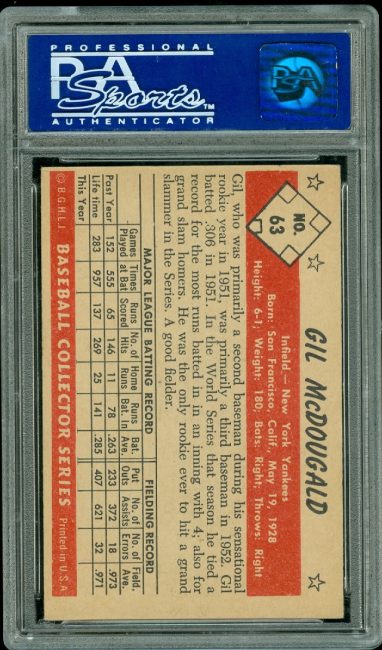 PROFESSIONAL
PSA
Sports™
AUTHENTICATOR
PSA
NO.
63
GIL McDOUGALD
Infield — New York Yankees
Born: San Francisco, Calif., May 19, 1928
Height: 6-1; Weight: 180; Bats: Right; Throws: Right
Gil, who was primarily a second baseman during his sensational
rookie year in 1951, was primarily a third baseman in 1952. Gil
batted .306 in 1951. In the World Series that season he tied a
record for the most runs batted in an inning with 4; also for
grand slam homers. He was the only rookie ever to hit a grand
slammer in the Series. A good fielder.
MAJOR LEAGUE BATTING RECORD FIELDING RECORD
Games Times Runs No. of Home Runs Bat. Put No. of No. of Field.
Played at Bat Scored Hits Runs Bat. In Ave. Outs Assists Errors Ave.
Past Year 152 555 65 146 11 78 .263 233 372 18 .973
Life time 283 957 137 269 25 141 .285 407 621 32 .971
This Year
© B.G.H.L.I. BASEBALL COLLECTOR SERIES Printed in U.S.A.